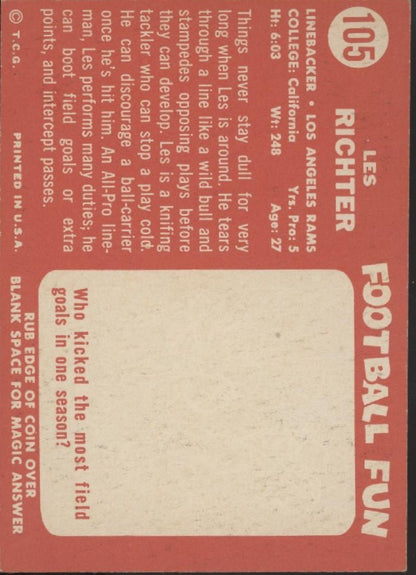 105
LES
RICHTER
LINEBACKER • LOS ANGELES RAMS
COLLEGE: California Yrs. Pro: 5
Ht: 6:03 Wt: 248 Age: 27
Things never stay dull for very
long when Les is around. He tears
through a line like a wild bull and
stampedes opposing plays before
they can develop. Les is a knifing
tackler who can stop a play cold.
He can discourage a ball-carrier
once he's hit him. An All-Pro line-
man, Les performs many duties; he
can boot field goals or extra
points, and intercept passes.
© T.C.G. PRINTED IN U.S.A.
FOOTBALL FUN
Who kicked the most field
goals in one season?
RUB EDGE OF COIN OVER
BLANK SPACE FOR MAGIC ANSWER